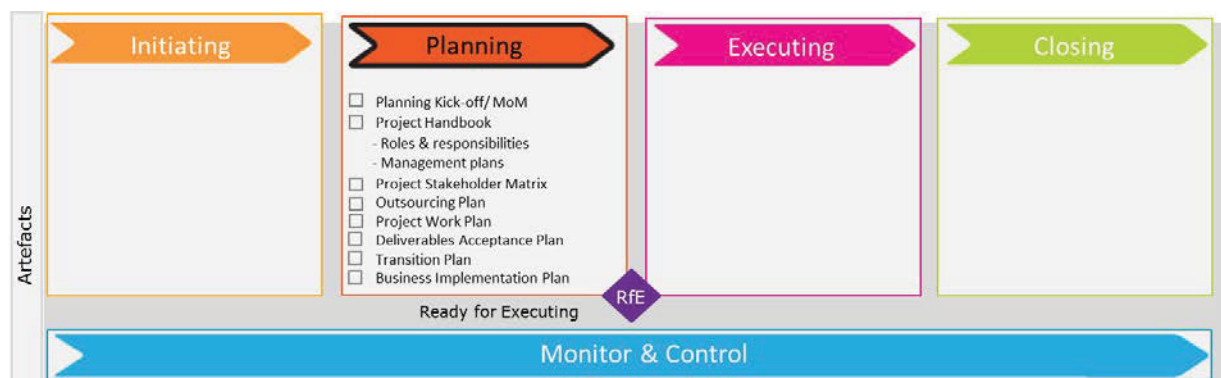 Artefacts
Initiating
Planning
Executing
Closing
Planning Kick-off/ MoM
Project Handbook
- Roles & responsibilities
- Management plans
Project Stakeholder Matrix
Outsourcing Plan
Project Work Plan
Deliverables Acceptance Plan
Transition Plan
Business Implementation Plan
RfE
Ready for Executing
Monitor & Control